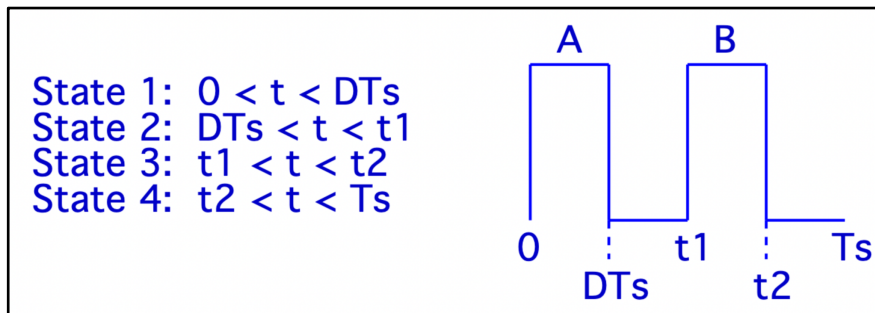 State 1: 0 < t < DTs
State 2: DTs < t < t1
State 3: t1 < t < t2
State 4: t2 < t < Ts
A B
0 t1 Ts
DTs t2